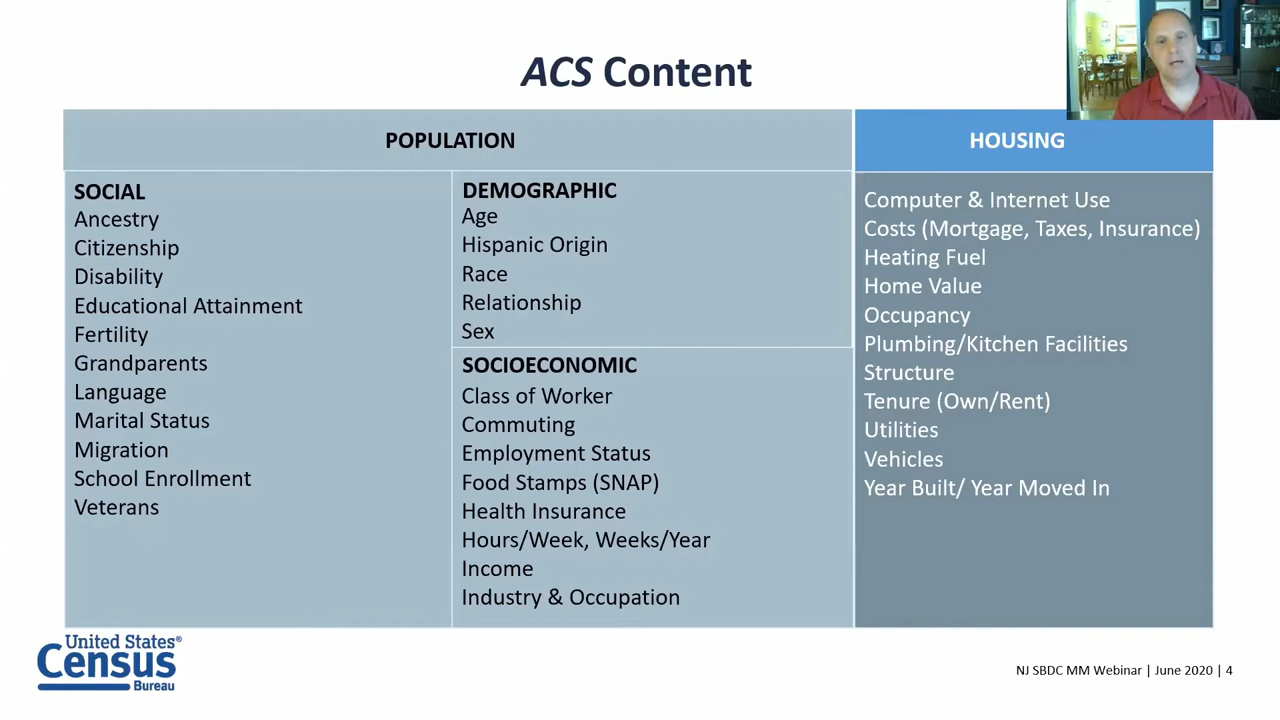 ACS Content
POPULATION
HOUSING
SOCIAL
Ancestry
Citizenship
Disability
Educational Attainment
Fertility
Grandparents
Language
Marital Status
Migration
School Enrollment
Veterans
DEMOGRAPHIC
Age
Hispanic Origin
Race
Relationship
Sex
SOCIOECONOMIC
Class of Worker
Commuting
Employment Status
Food Stamps (SNAP)
Health Insurance
Hours/Week, Weeks/Year
Income
Industry & Occupation
Computer & Internet Use
Costs (Mortgage, Taxes, Insurance)
Heating Fuel
Home Value
Occupancy
Plumbing/Kitchen Facilities
Structure
Tenure (Own/Rent)
Utilities
Vehicles
Year Built/ Year Moved In
United States®
Census
Bureau
NJ SBDC MM Webinar | June 2020 | 4